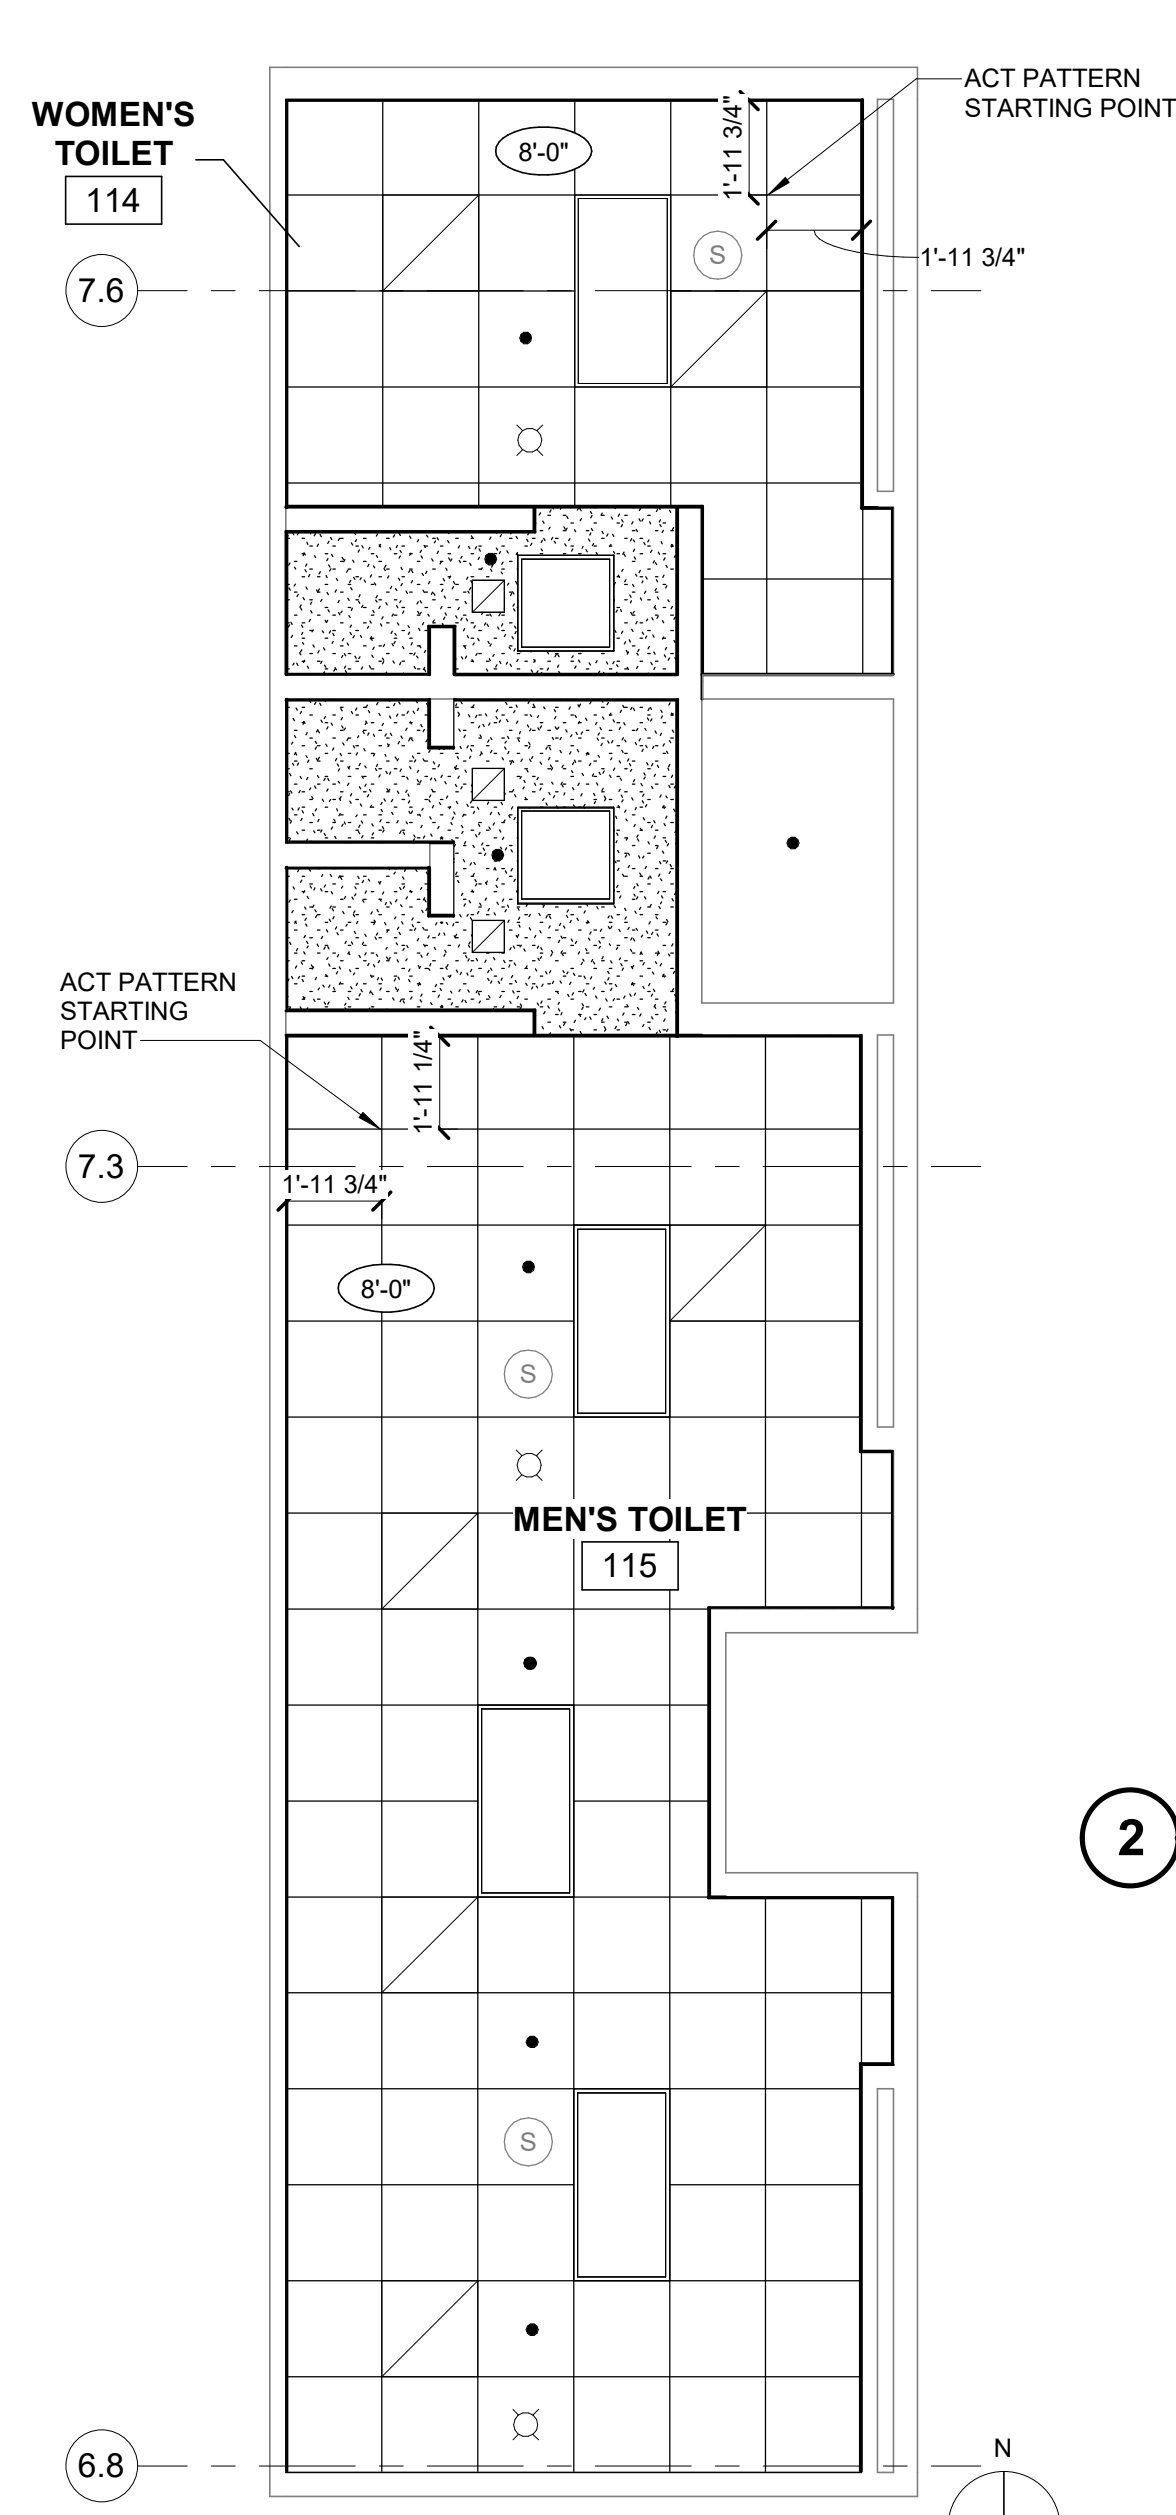 WOMEN'S
TOILET
114
8'-0"
1'-11 3/4"
ACT PATTERN
STARTING POINT
S
1'-11 3/4"
7.6
ACT PATTERN
STARTING
POINT
1'-11 1/4"
7.3
1'-11 3/4"
8'-0"
S
MEN'S TOILET
115
2
S
6.8
N